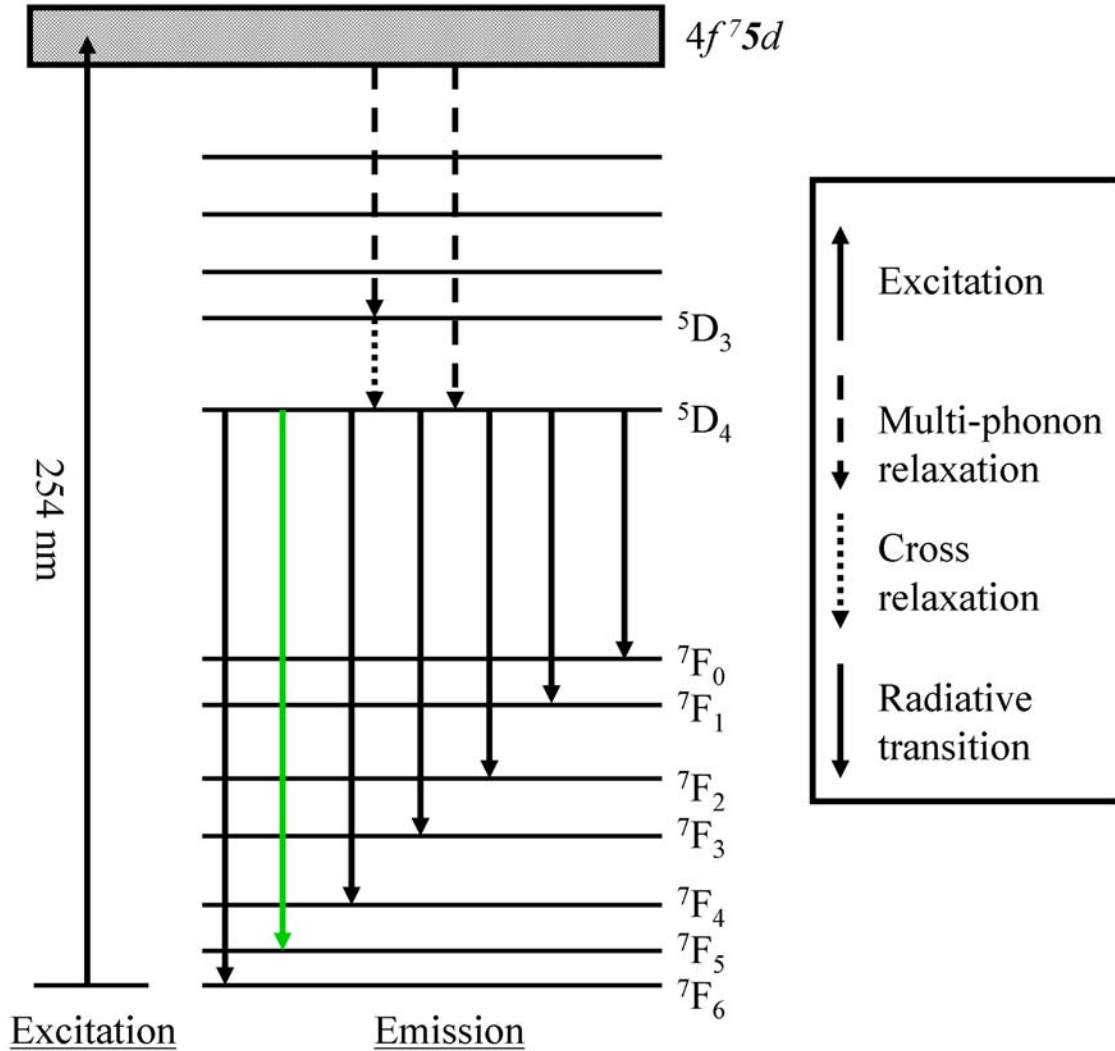 4f⁷5d
⁵D₃
⁵D₄
254 nm
⁷F₀
⁷F₁
⁷F₂
⁷F₃
⁷F₄
⁷F₅
⁷F₆
Excitation
Emission
Excitation
Multi-phonon
relaxation
Cross
relaxation
Radiative
transition